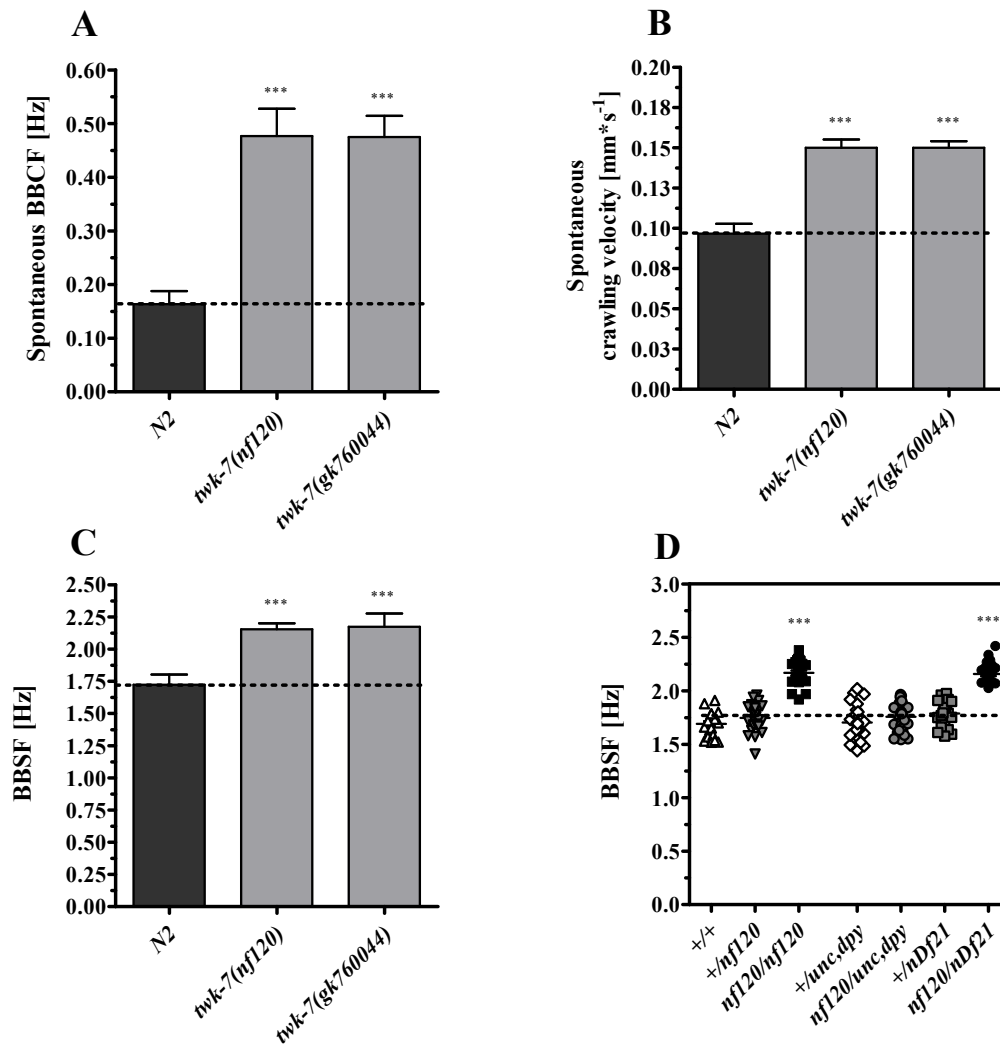 A
Spontaneous BBCF [Hz]
0.60
0.50
0.40
0.30
0.20
0.10
0.00
***
***
N2
twk-7(nf120)
twk-7(gk760044)
B
Spontaneous
crawling velocity [mm*s-1]
0.20
0.18
0.15
0.13
0.10
0.08
0.05
0.03
0.00
***
***
N2
twk-7(nf120)
twk-7(gk760044)
C
BBSF [Hz]
2.50
2.25
2.00
1.75
1.50
1.25
1.00
0.75
0.50
0.25
0.00
***
***
N2
twk-7(nf120)
twk-7(gk760044)
D
BBSF [Hz]
3.0
2.5
2.0
1.5
1.0
0.5
0.0
***
***
+/+
+/nf120
nf120/nf120
+/unc,dpy
nf120/unc,dpy
+/nDf21
nf120/nDf21